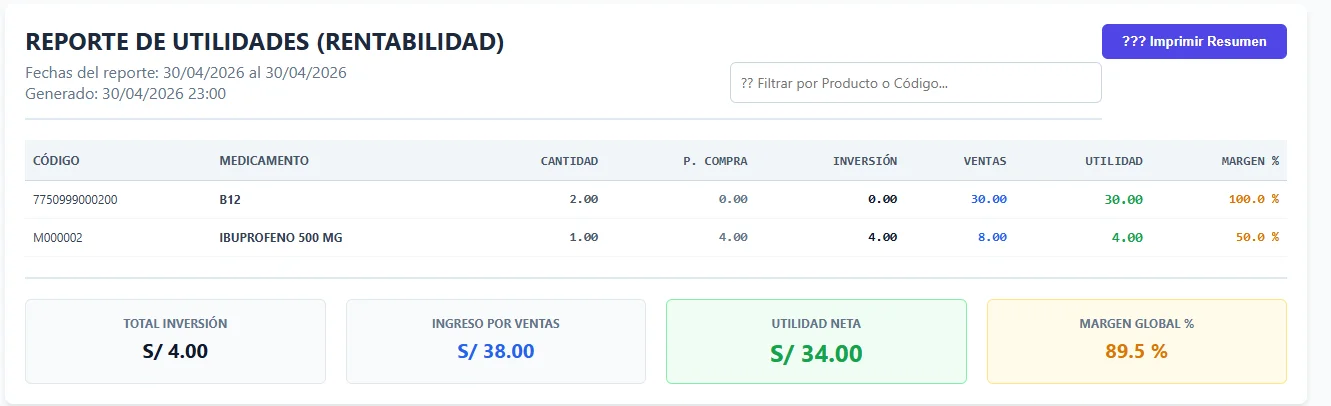 REPORTE DE UTILIDADES (RENTABILIDAD)
??? Imprimir Resumen
Fechas del reporte: 30/04/2026 al 30/04/2026
Generado: 30/04/2026 23:00
?? Filtrar por Producto o Código...
CÓDIGO MEDICAMENTO CANTIDAD P. COMPRA INVERSIÓN VENTAS UTILIDAD MARGEN %
7750999000200 B12 2.00 0.00 0.00 30.00 30.00 100.0 %
M000002 IBUPROFENO 500 MG 1.00 4.00 4.00 8.00 4.00 50.0 %
TOTAL INVERSIÓN INGRESO POR VENTAS UTILIDAD NETA MARGEN GLOBAL %
S/ 4.00 S/ 38.00 S/ 34.00 89.5 %